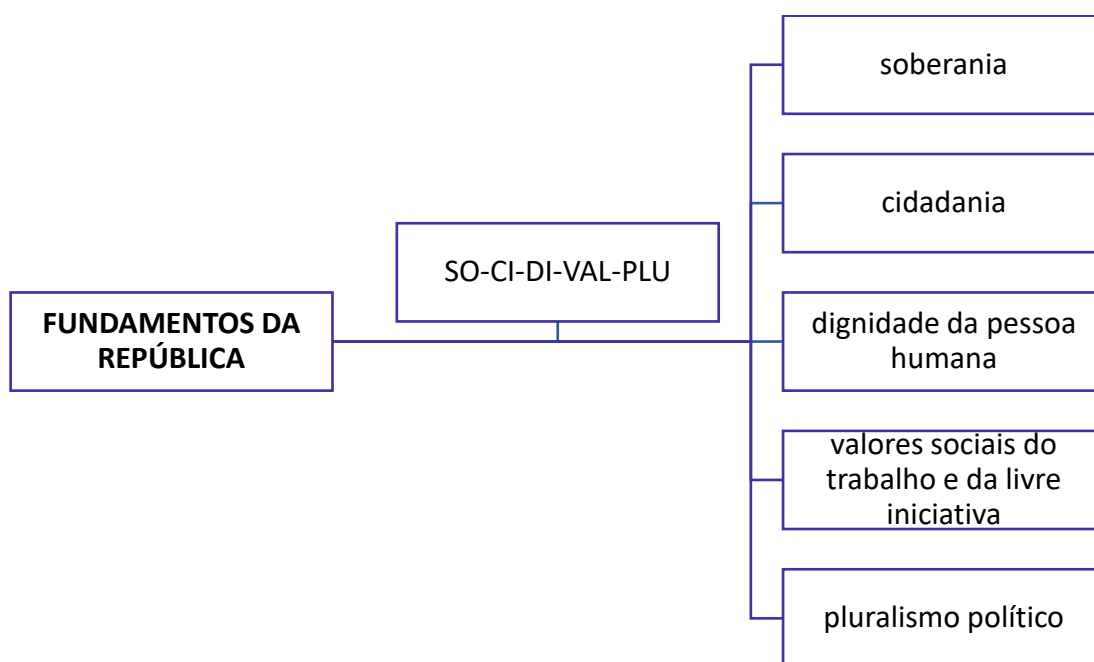 FUNDAMENTOS DA
REPÚBLICA
SO-CI-DI-VAL-PLU
soberania
cidadania
dignidade da pessoa
humana
valores sociais do
trabalho e da livre
iniciativa
pluralismo político